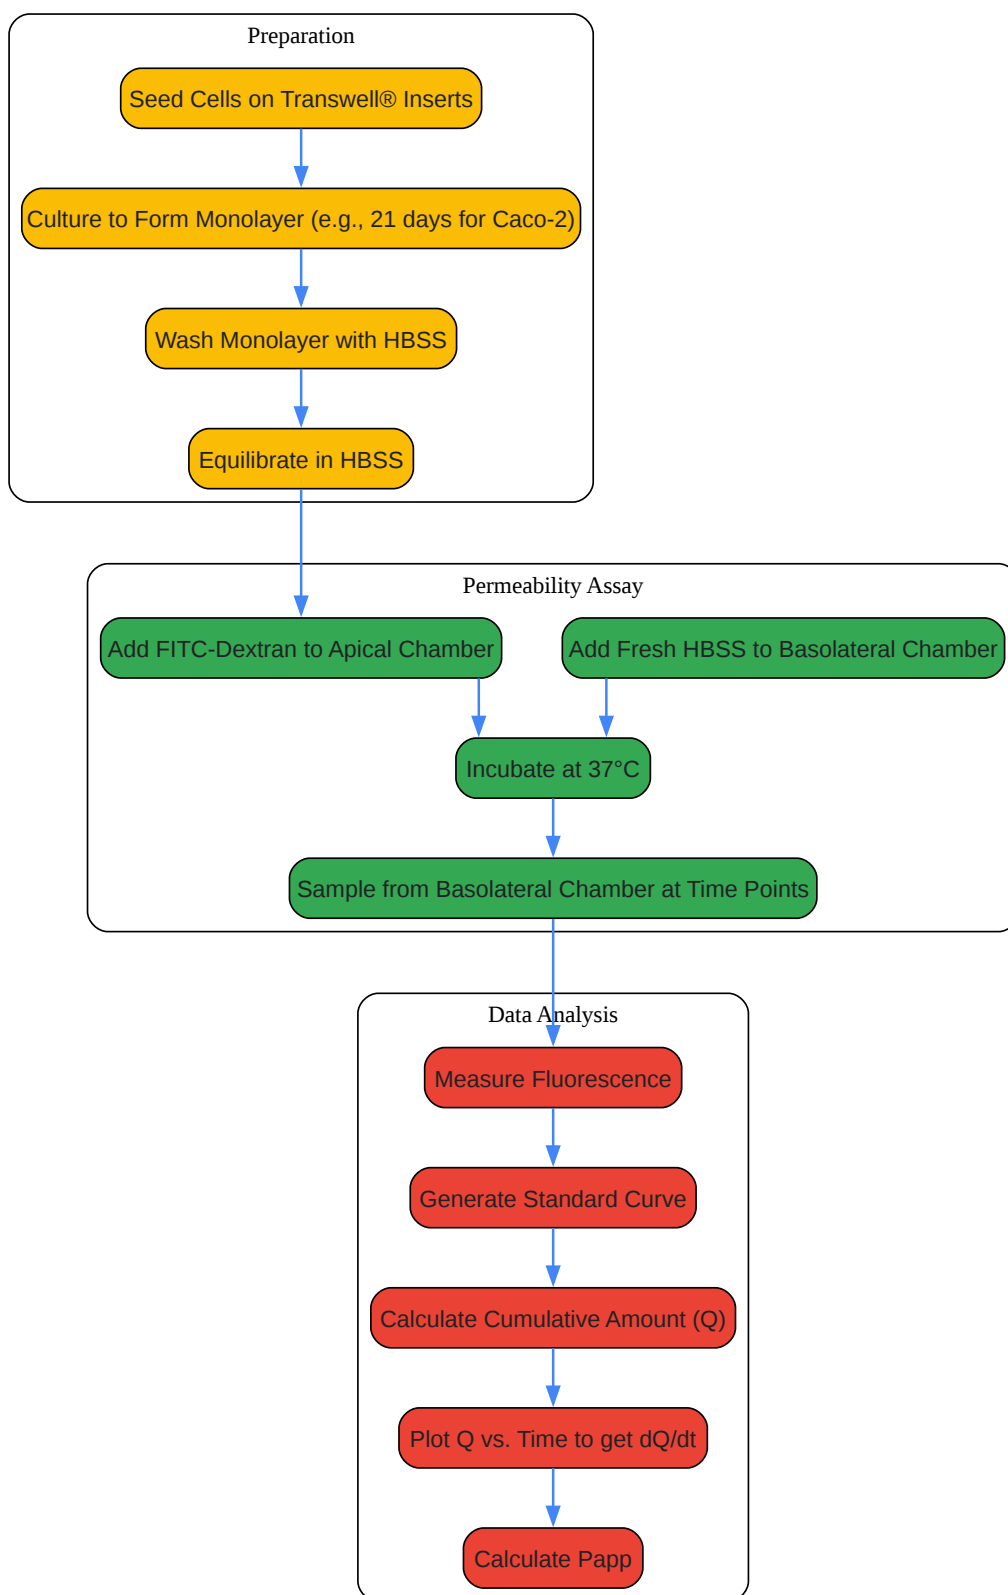 Preparation
Seed Cells on Transwell® Inserts
Culture to Form Monolayer (e.g., 21 days for Caco-2)
Wash Monolayer with HBSS
Equilibrate in HBSS
Permeability Assay
Add FITC-Dextran to Apical Chamber
Add Fresh HBSS to Basolateral Chamber
Incubate at 37°C
Sample from Basolateral Chamber at Time Points
Data Analysis
Measure Fluorescence
Generate Standard Curve
Calculate Cumulative Amount (Q)
Plot Q vs. Time to get dQ/dt
Calculate Papp